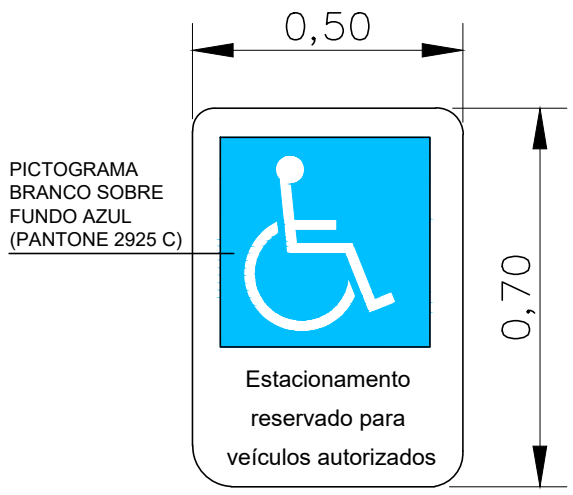 0,50
PICTOGRAMA
BRANCO SOBRE
FUNDO AZUL
(PANTONE 2925 C)
0,70
Estacionamento
reservado para
veículos autorizados